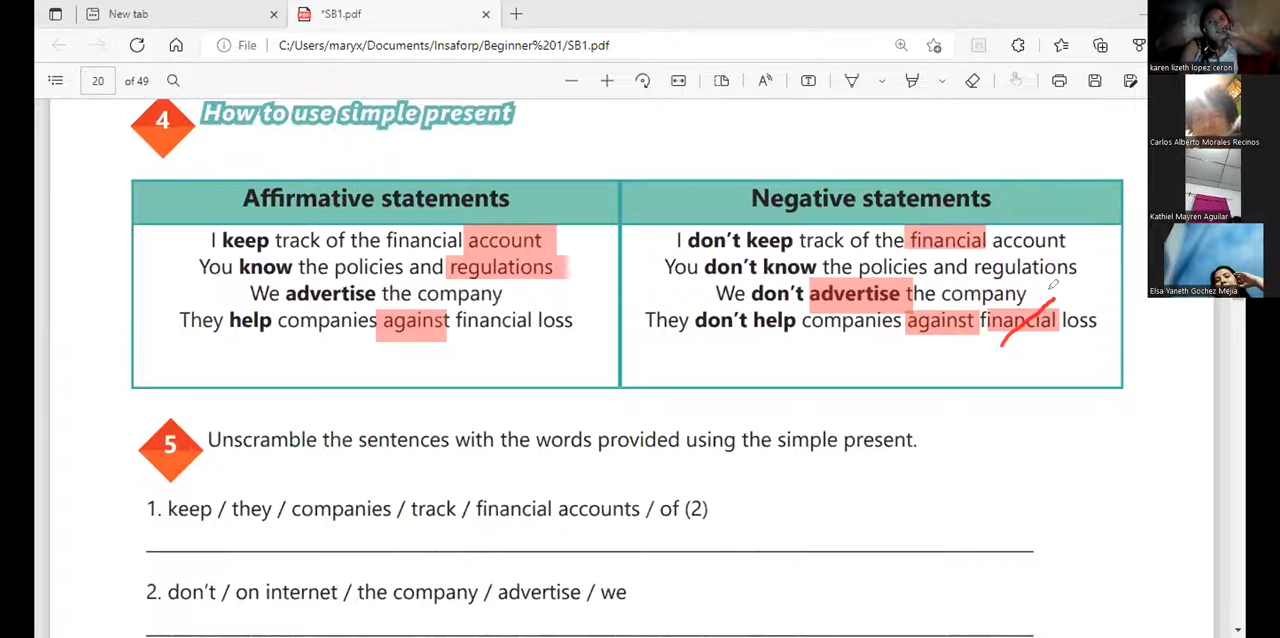 New tab
*SB1.pdf
File
C:/Users/maryx/Documents/Insaforp/Beginner%201/SB1.pdf
20 of 49
karen lizeth lopez ceron
Carlos Alberto Morales Recinos
Kathiel Mayren Aguilar
Elsa Yaneth Gochez Mejia
4 How to use simple present
Affirmative statements
I keep track of the financial account
You know the policies and regulations
We advertise the company
They help companies against financial loss
Negative statements
I don't keep track of the financial account
You don't know the policies and regulations
We don't advertise the company
They don't help companies against financial loss
5 Unscramble the sentences with the words provided using the simple present.
1. keep / they / companies / track / financial accounts / of (2)
2. don't / on internet / the company / advertise / we